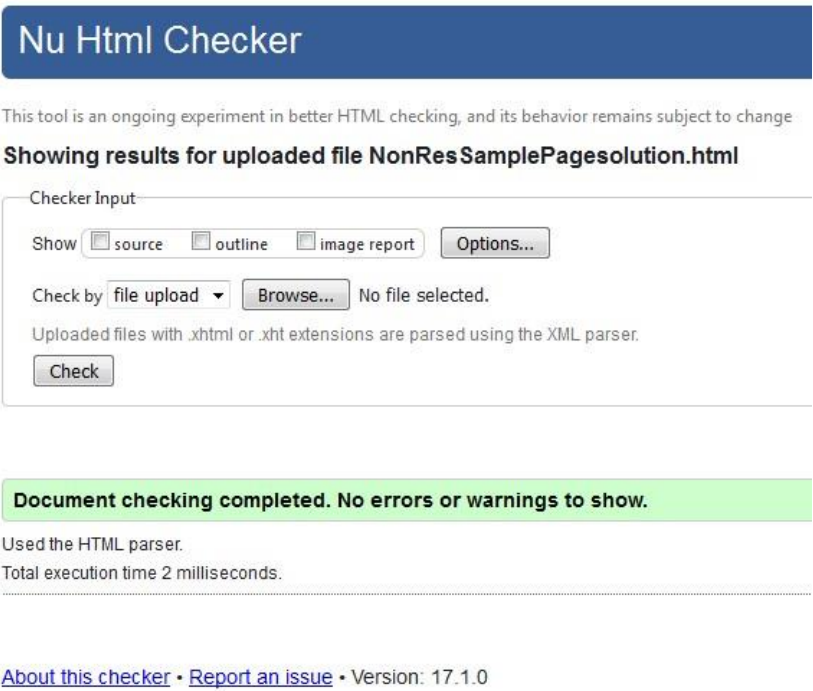 Nu Html Checker
This tool is an ongoing experiment in better HTML checking, and its behavior remains subject to change
Showing results for uploaded file NonResSamplePagesolution.html
Checker Input
Show source outline image report Options...
Check by file upload Browse... No file selected.
Uploaded files with .xhtml or .xht extensions are parsed using the XML parser.
Check
Document checking completed. No errors or warnings to show.
Used the HTML parser.
Total execution time 2 milliseconds.
About this checker • Report an issue • Version: 17.1.0